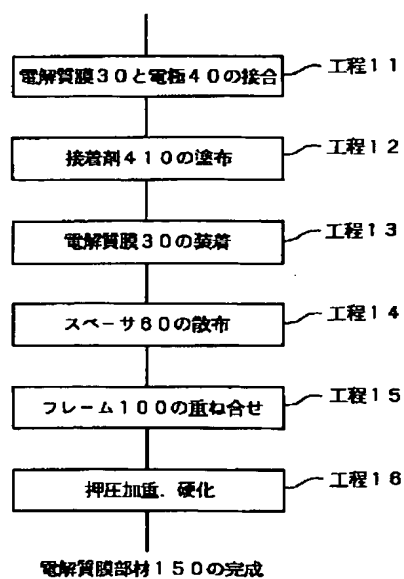 電解質膜30と電極40の接合
工程11
接着剤410の塗布
工程12
電解質膜30の装着
工程13
スペーサ60の散布
工程14
フレーム100の重ね合せ
工程15
押圧加重、硬化
工程16
電解質膜部材150の完成